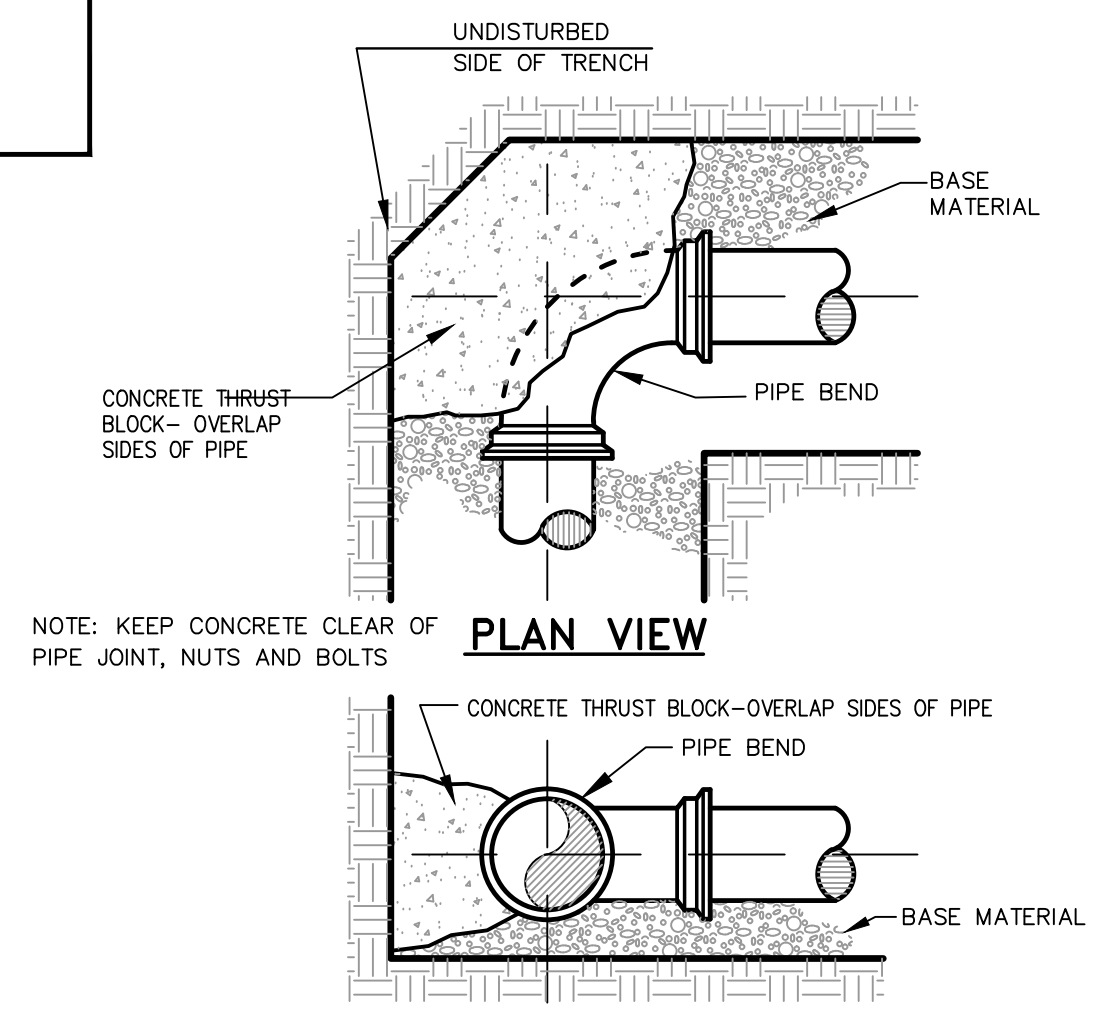 UNDISTURBED
SIDE OF TRENCH
BASE
MATERIAL
CONCRETE THRUST
BLOCK- OVERLAP
SIDES OF PIPE
PIPE BEND
NOTE: KEEP CONCRETE CLEAR OF
PIPE JOINT, NUTS AND BOLTS
PLAN VIEW
CONCRETE THRUST BLOCK-OVERLAP SIDES OF PIPE
PIPE BEND
BASE MATERIAL